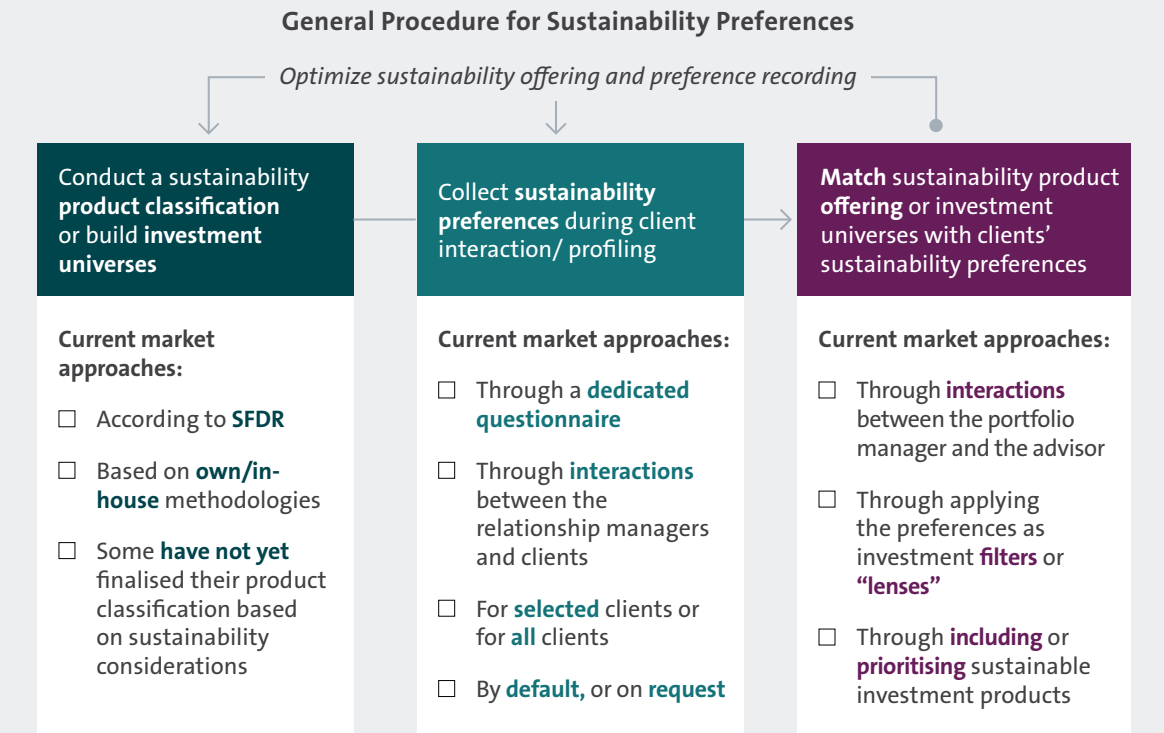 General Procedure for Sustainability Preferences
Optimize sustainability offering and preference recording
Conduct a sustainability
product classification
or build investment
universes
Current market
approaches:
☐ According to SFDR
☐ Based on own/in-
house methodologies
☐ Some have not yet
finalised their product
classification based
on sustainability
considerations
Collect sustainability
preferences during client
interaction/ profiling
Current market approaches:
☐ Through a dedicated
questionnaire
☐ Through interactions
between the
relationship managers
and clients
☐ For selected clients or
for all clients
☐ By default, or on request
Match sustainability product
offering or investment
universes with clients’
sustainability preferences
Current market approaches:
☐ Through interactions
between the portfolio
manager and the advisor
☐ Through applying
the preferences as
investment filters or
“lenses”
☐ Through including or
prioritising sustainable
investment products